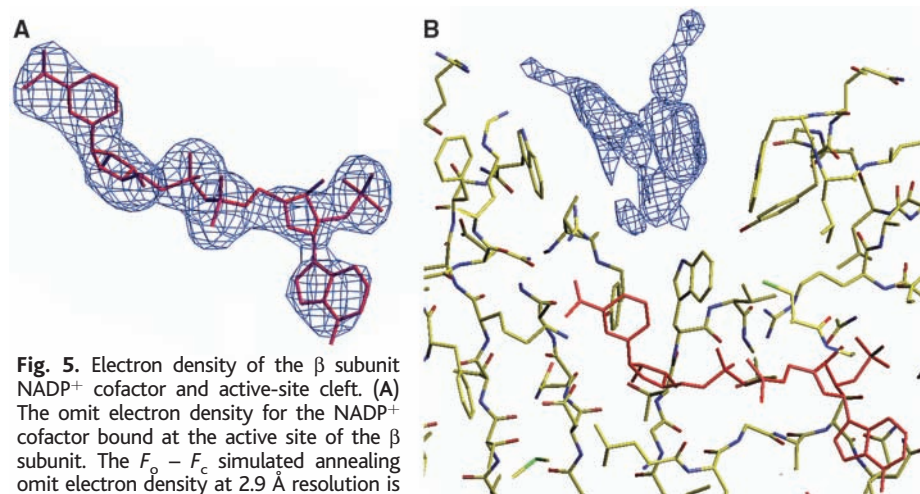 A
B
Fig. 5. Electron density of the β subunit
NADP⁺ cofactor and active-site cleft. (A)
The omit electron density for the NADP⁺
cofactor bound at the active site of the β
subunit. The Fo – Fc simulated annealing
omit electron density at 2.9 Å resolution is